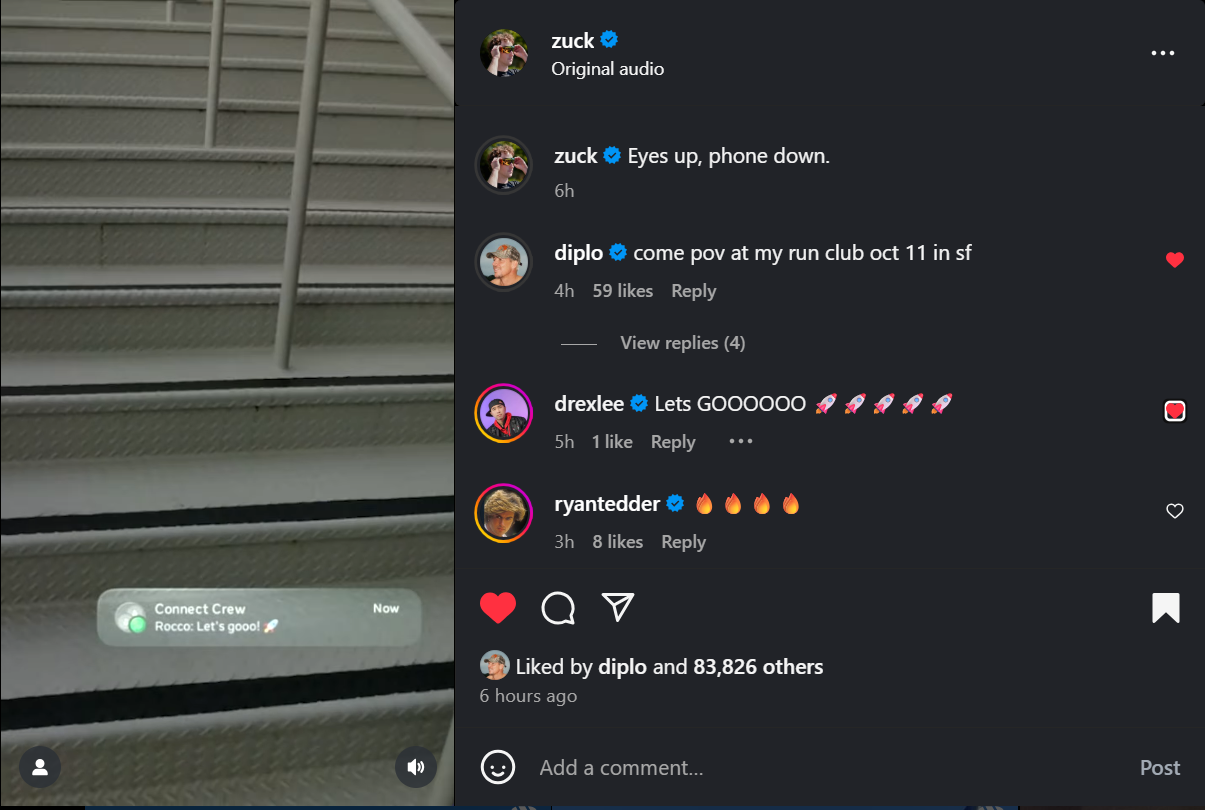 zuck
Original audio
zuck Eyes up, phone down.
6h
diplo come pov at my run club oct 11 in sf
4h 59 likes Reply
View replies (4)
drexlee Lets GOOOOOO 🚀 🚀 🚀 🚀 🚀
5h 1 like Reply
ryantedder 🔥 🔥 🔥 🔥
3h 8 likes Reply
Connect Crew Now
Rocco: Let's gooo! 🚀
Liked by diplo and 83,826 others
6 hours ago
Add a comment...
Post